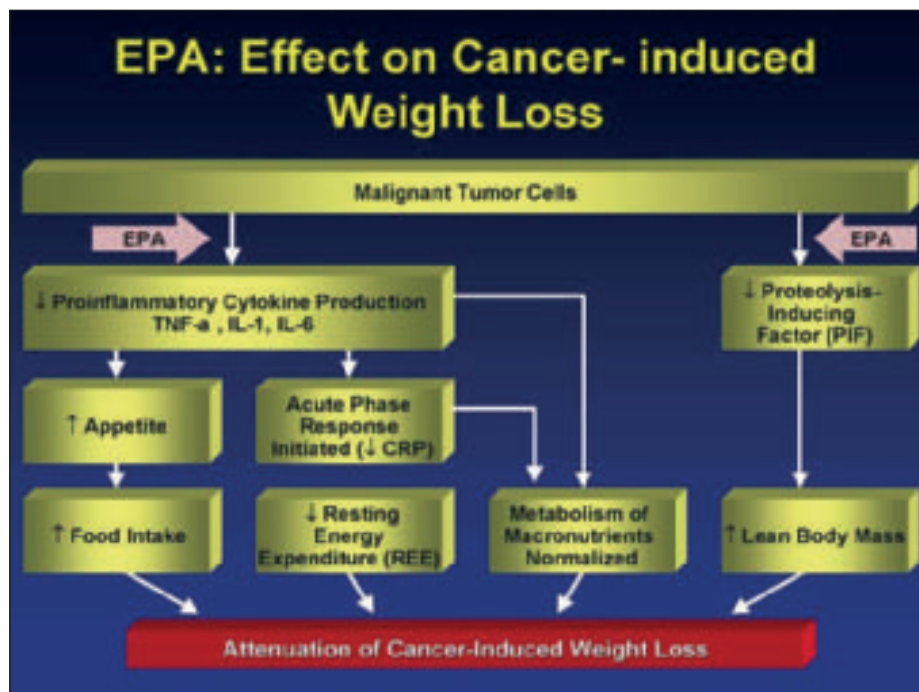 EPA: Effect on Cancer- induced
Weight Loss
Malignant Tumor Cells
EPA
EPA
↓ Proinflammatory Cytokine Production
TNF-a , IL-1, IL-6
↓ Proteolysis-
Inducing
Factor (PIF)
↑ Appetite
Acute Phase
Response
Initiated (↓ CRP)
↑ Food Intake
↓ Resting
Energy
Expenditure (REE)
Metabolism of
Macronutrients
Normalized
↑ Lean Body Mass
Attenuation of Cancer-Induced Weight Loss